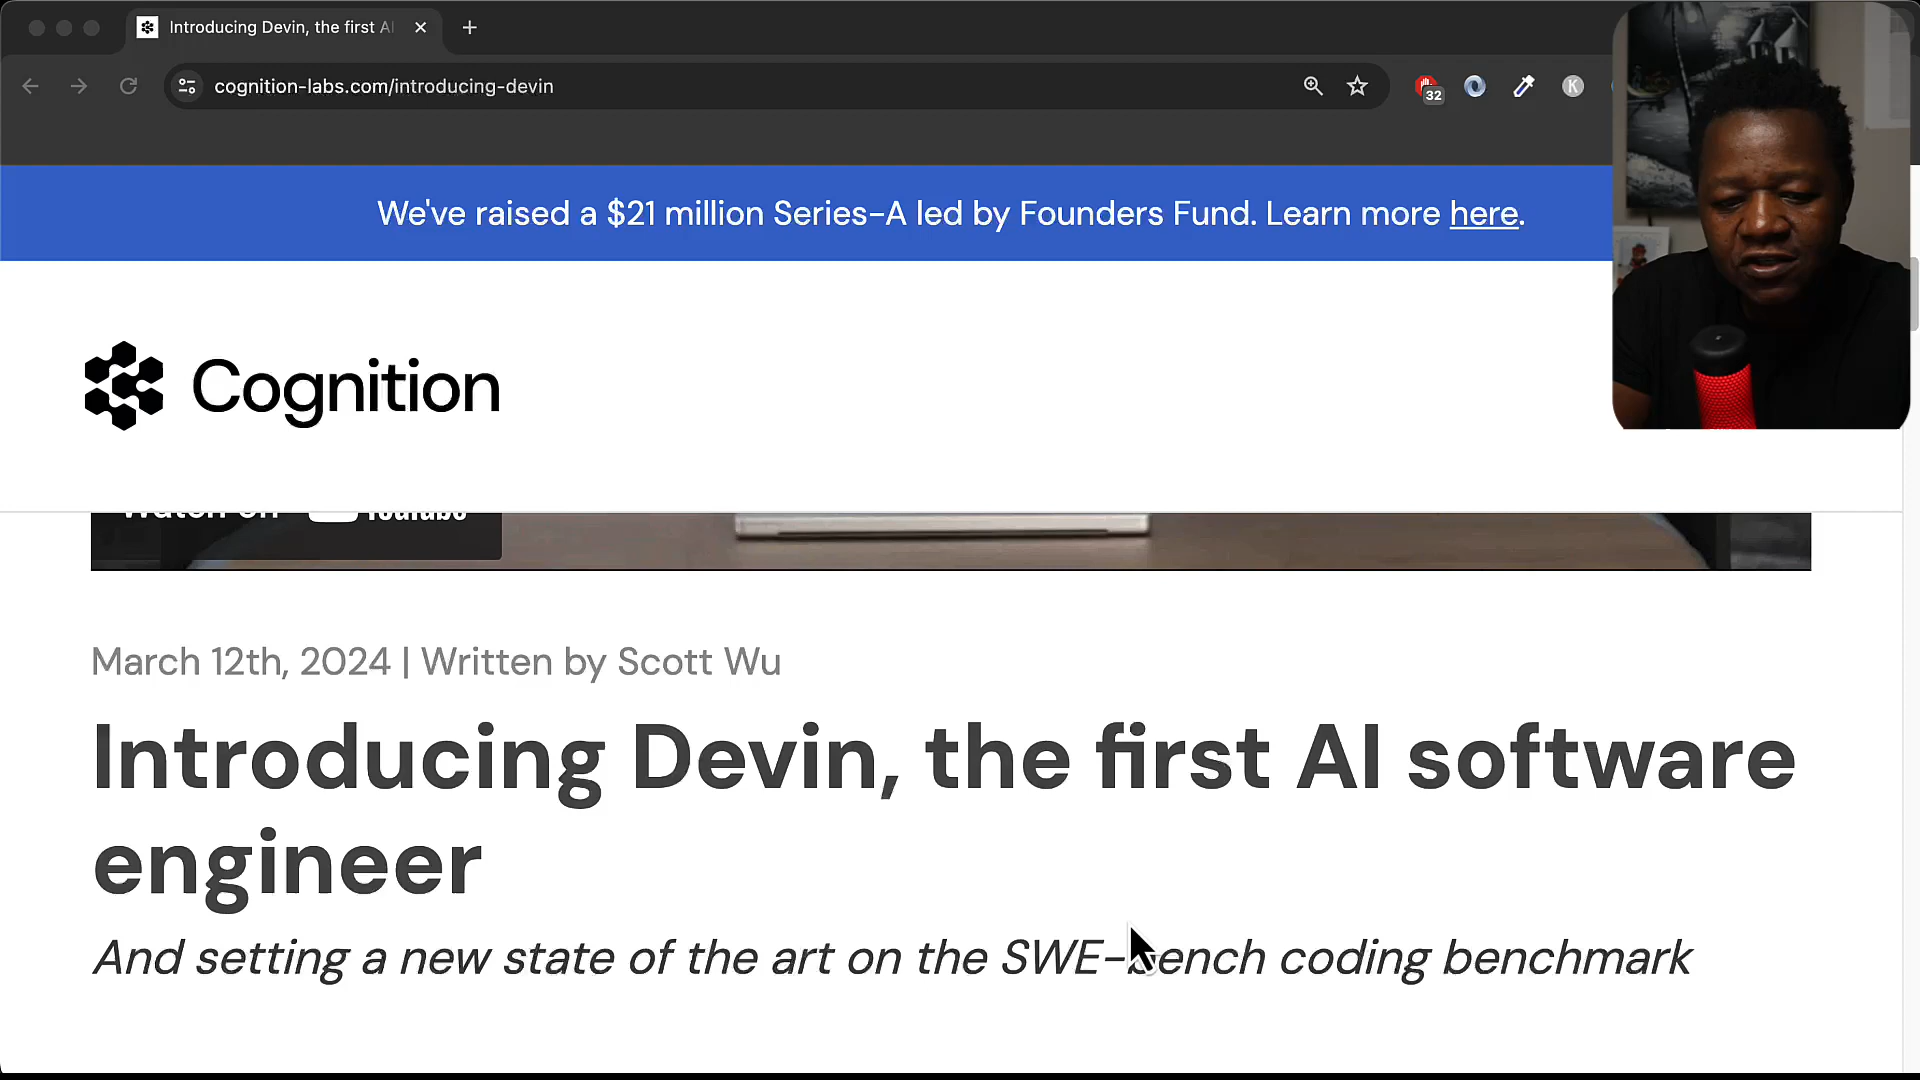 Introducing Devin, the first AI
cognition-labs.com/introducing-devin
32
K
We've raised a $21 million Series-A led by Founders Fund. Learn more here.
Cognition
Watch on YouTube
March 12th, 2024 | Written by Scott Wu
Introducing Devin, the first AI software
engineer
And setting a new state of the art on the SWE-bench coding benchmark